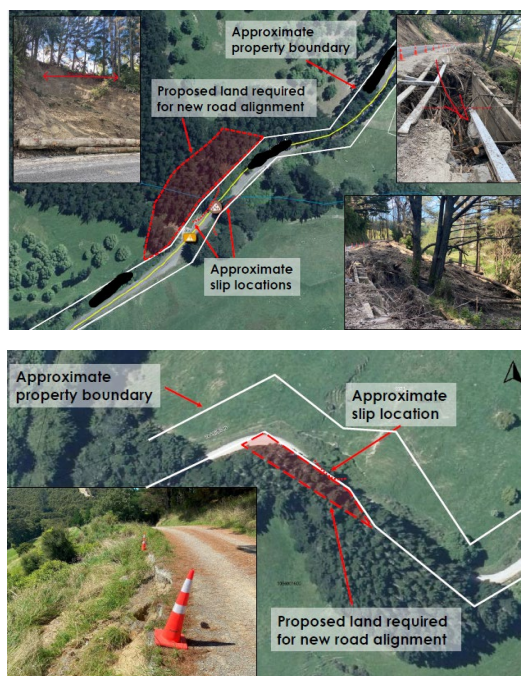 Approximate
property boundary
Proposed land required
for new road alignment
Approximate
slip locations
Approximate
property boundary
Approximate
slip location
Proposed land required
for new road alignment